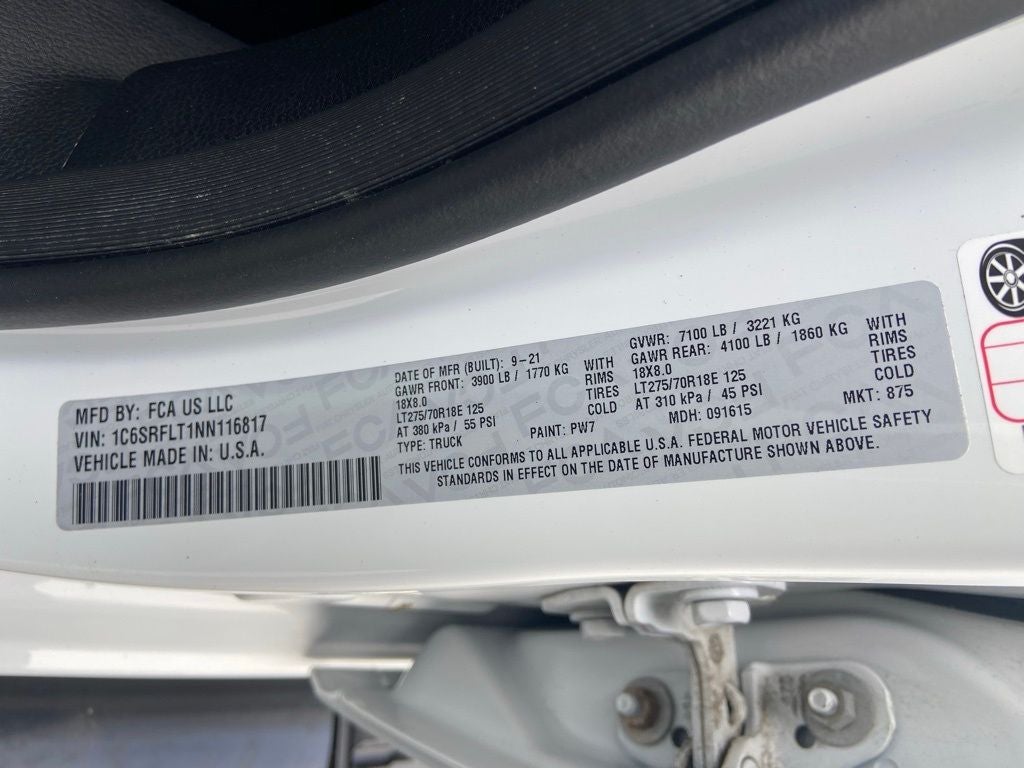 MFD BY: FCA US LLC
VIN: 1C6SRFLT1NN116817
VEHICLE MADE IN: U.S.A.
DATE OF MFR (BUILT): 9-21
GAWR FRONT: 3900 LB / 1770 KG WITH
18X8.0 RIMS
LT275/70R18E 125 TIRES
AT 380 kPa / 55 PSI COLD
TYPE: TRUCK PAINT: PW7
GVWR: 7100 LB / 3221 KG
GAWR REAR: 4100 LB / 1860 KG WITH
18X8.0 RIMS
LT275/70R18E 125 TIRES
AT 310 kPa / 45 PSI COLD
MDH: 091615 MKT: 875
THIS VEHICLE CONFORMS TO ALL APPLICABLE U.S.A. FEDERAL MOTOR VEHICLE SAFETY
STANDARDS IN EFFECT ON THE DATE OF MANUFACTURE SHOWN ABOVE.